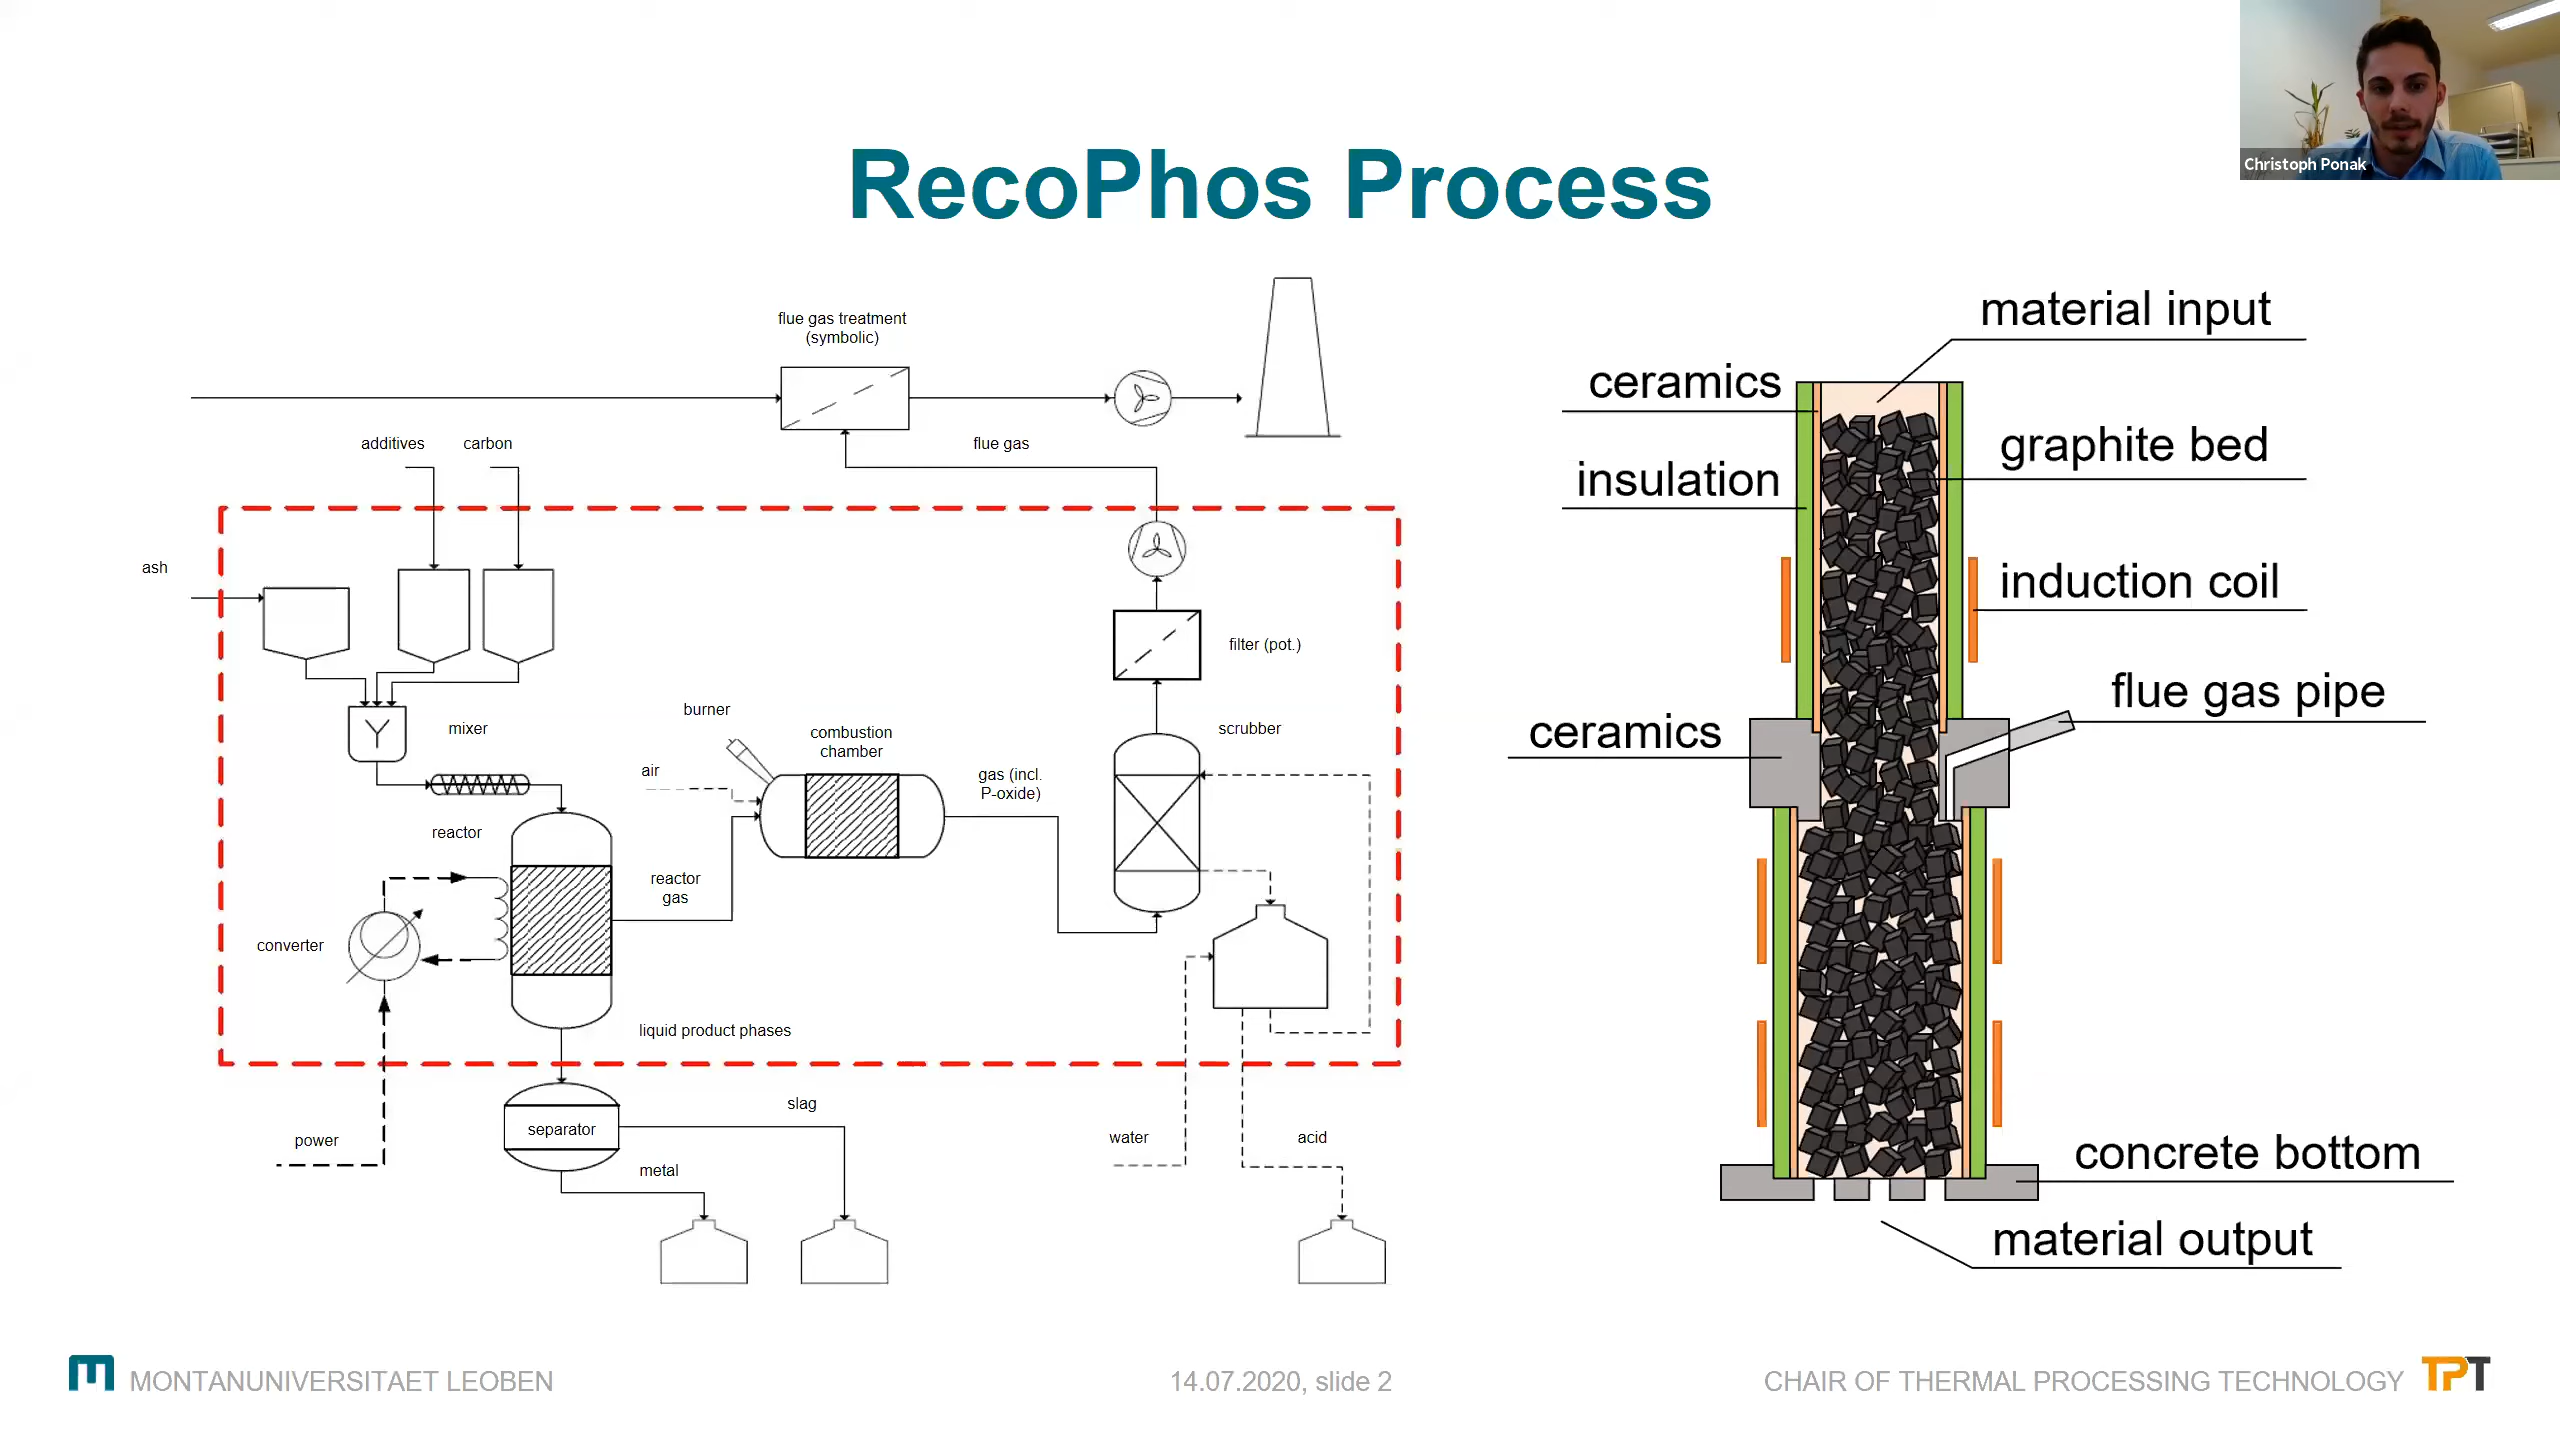 Christoph Ponak
RecoPhos Process
flue gas treatment
(symbolic)
additives
carbon
flue gas
ash
filter (pot.)
mixer
burner
combustion
chamber
scrubber
air
gas (incl.
P-oxide)
reactor
reactor
gas
converter
liquid product phases
power
separator
slag
metal
water
acid
material input
ceramics
graphite bed
insulation
induction coil
flue gas pipe
ceramics
concrete bottom
material output
MONTANUNIVERSITAET LEOBEN
14.07.2020, slide 2
CHAIR OF THERMAL PROCESSING TECHNOLOGY
TPT